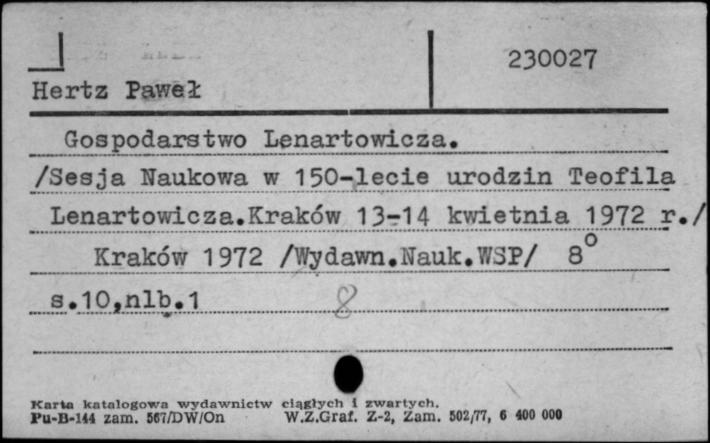 230027
Hertz Paweł
Gospodarstwo Lenartowicza.
/Sesja Naukowa w 150-lecie urodzin Teofila
Lenartowicza.Kraków 13-14 kwietnia 1972 r./
Kraków 1972 /Wydawn.Nauk.WSP/ 8°
s.10,nlb.1
8
Karta katalogowa wydawnictw ciągłych i zwartych.
Pu-B-144 zam. 567/DW/On W.Z.Graf. Z-2, Zam. 502/77, 6 400 000